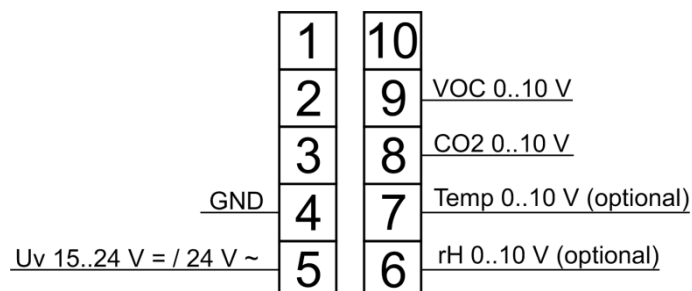 1 10
2 9 VOC 0..10 V
3 8 CO2 0..10 V
GND 4 7 Temp 0..10 V (optional)
Uv 15..24 V = / 24 V ~ 5 6 rH 0..10 V (optional)